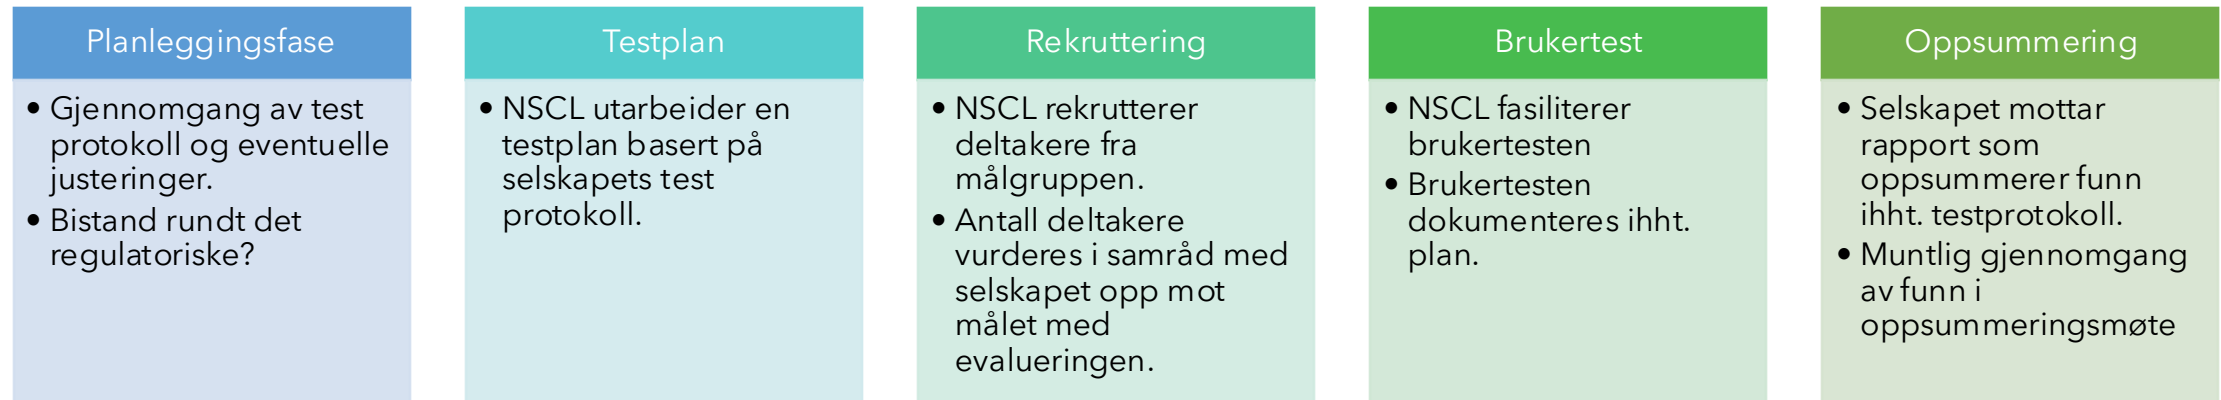 Planleggingsfase
• Gjennomgang av test
protokoll og eventuelle
justeringer.
• Bistand rundt det
regulatoriske?
Testplan
• NSCL utarbeider en
testplan basert på
selskapets test
protokoll.
Rekruttering
• NSCL rekrutterer
deltakere fra
målgruppen.
• Antall deltakere
vurderes i samråd med
selskapet opp mot
målet med
evalueringen.
Brukertest
• NSCL fasiliterer
brukertesten
• Brukertesten
dokumenteres ihht.
plan.
Oppsummering
• Selskapet mottar
rapport som
oppsummerer funn
ihht. testprotokoll.
• Muntlig gjennomgang
av funn i
oppsummeringsmøte